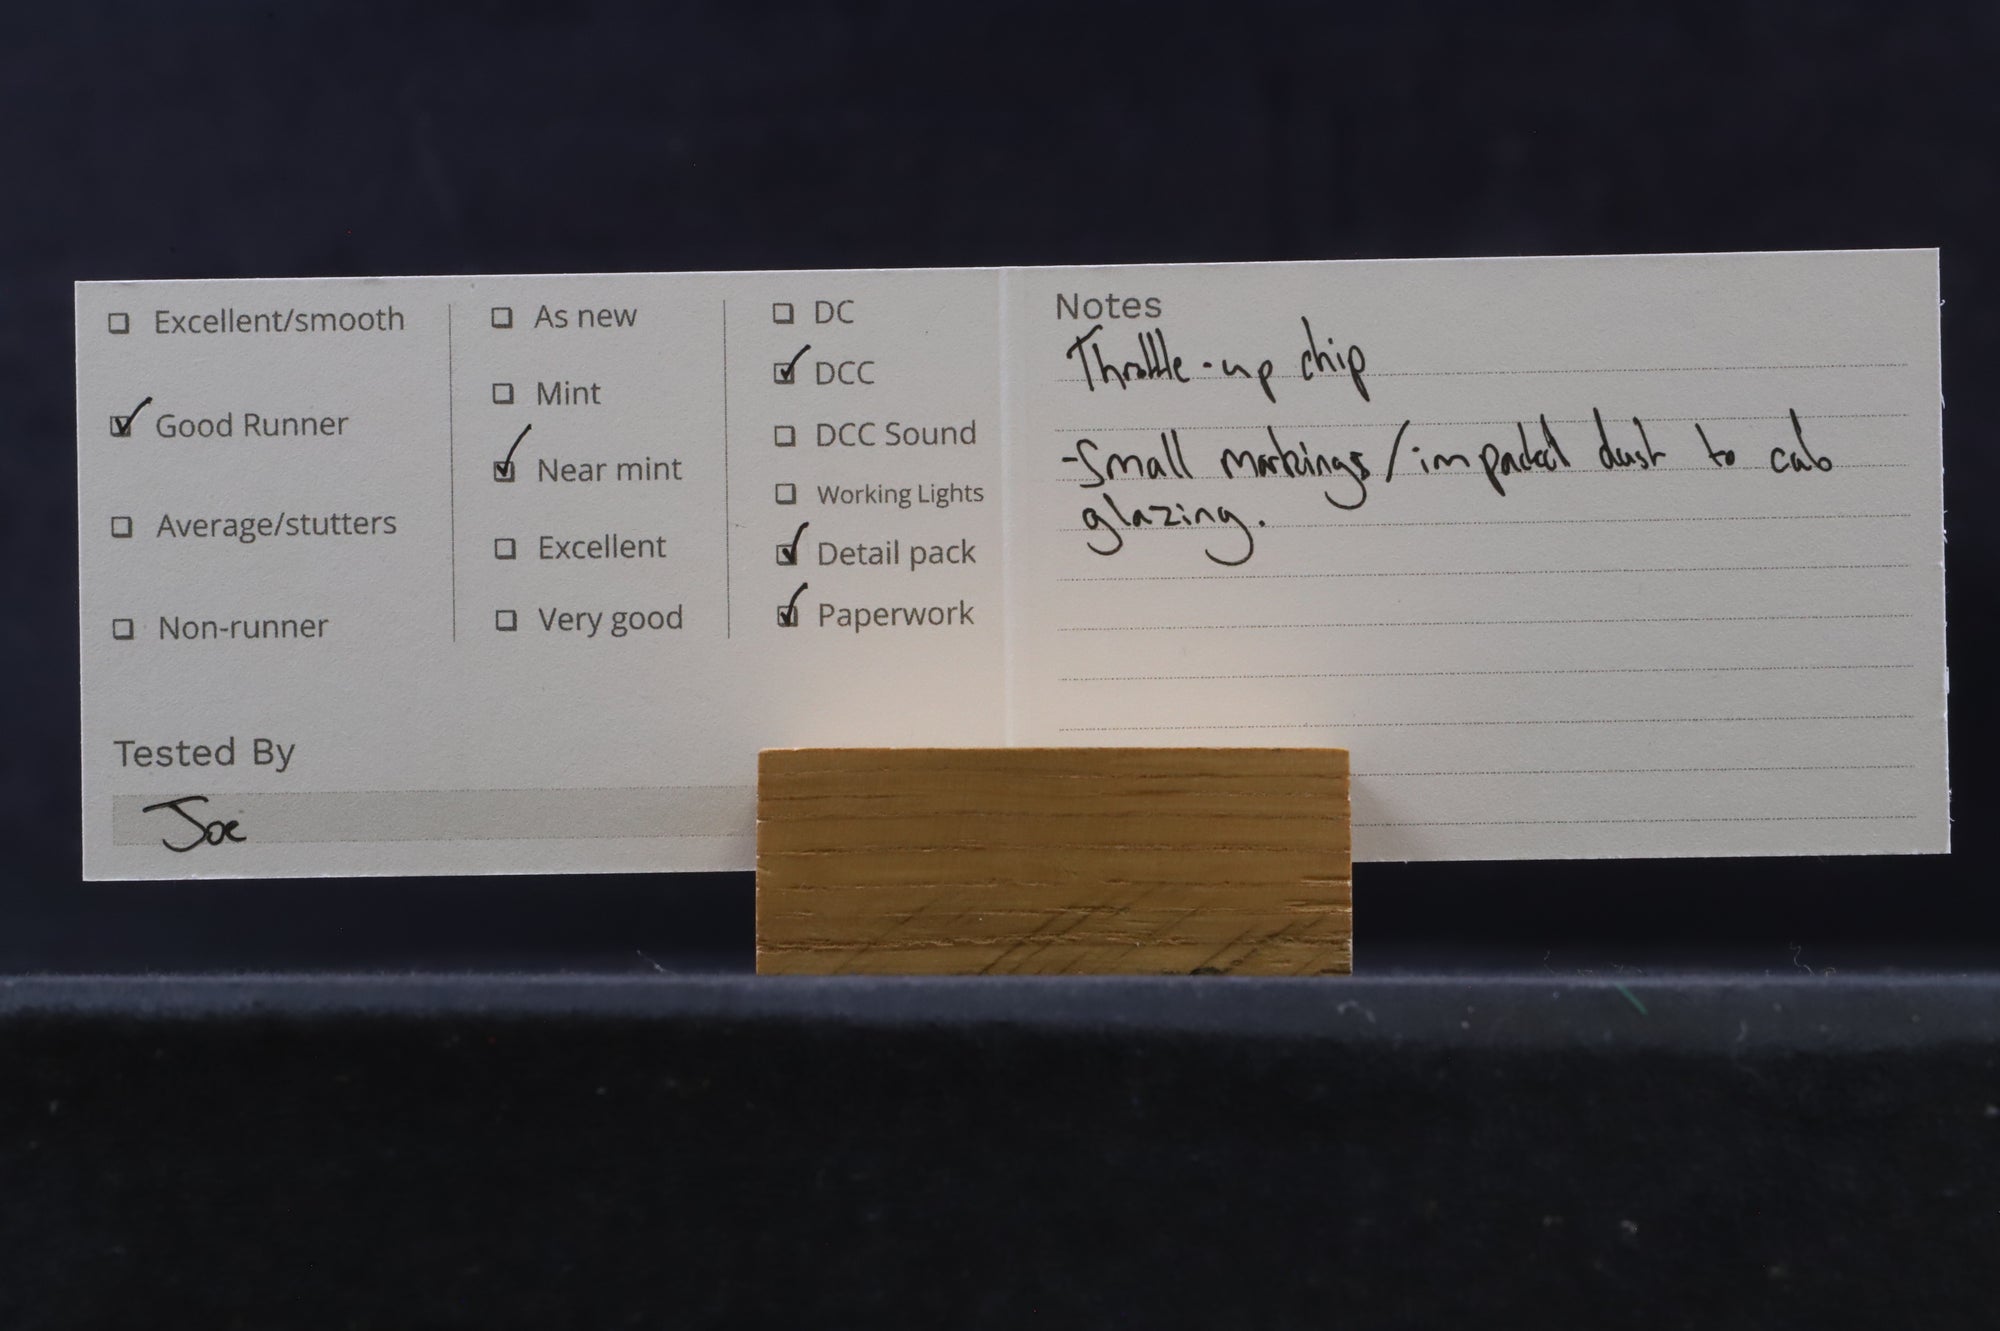 Excellent/smooth
Good Runner
Average/stutters
Non-runner
As new
Mint
Near mint
Excellent
Very good
DC
DCC
DCC Sound
Working Lights
Detail pack
Paperwork
Tested By
Joe
Notes
Throttle-up chip
-Small markings/impacted dust to cab
glazing.